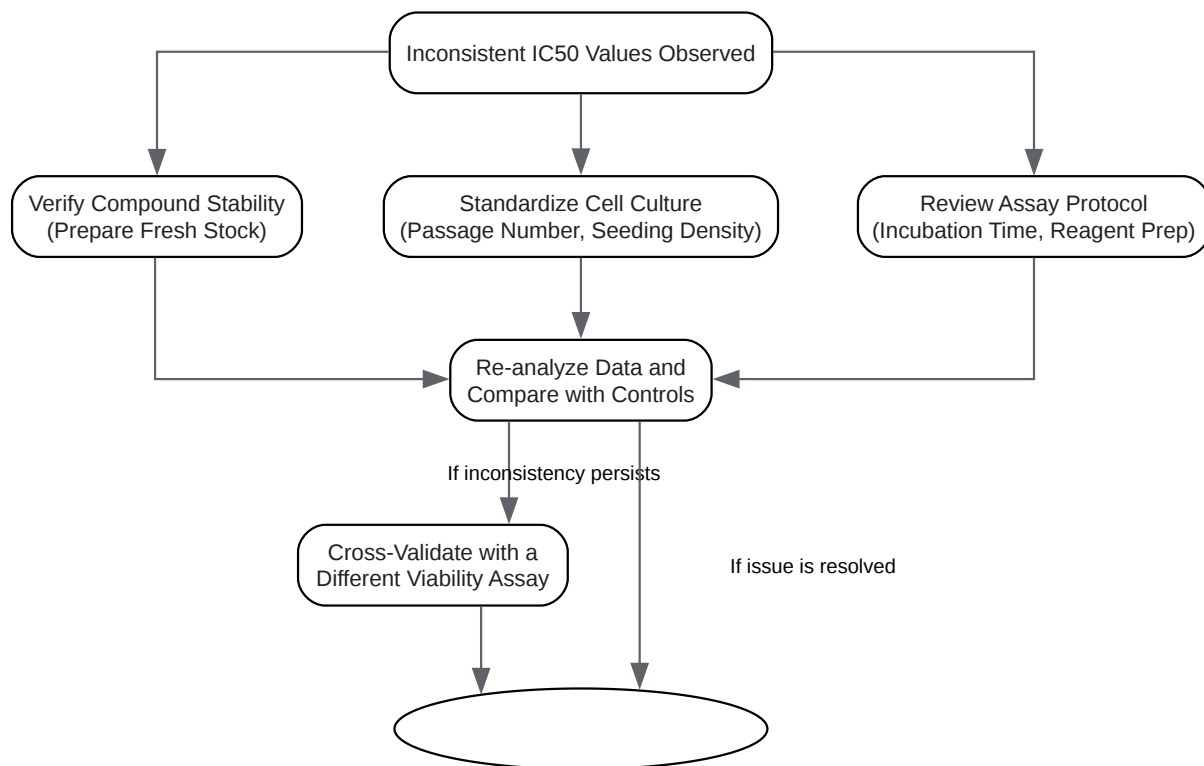 Inconsistent IC50 Values Observed
Verify Compound Stability
(Prepare Fresh Stock)
Standardize Cell Culture
(Passage Number, Seeding Density)
Review Assay Protocol
(Incubation Time, Reagent Prep)
Re-analyze Data and
Compare with Controls
If inconsistency persists
Cross-Validate with a
Different Viability Assay
If issue is resolved